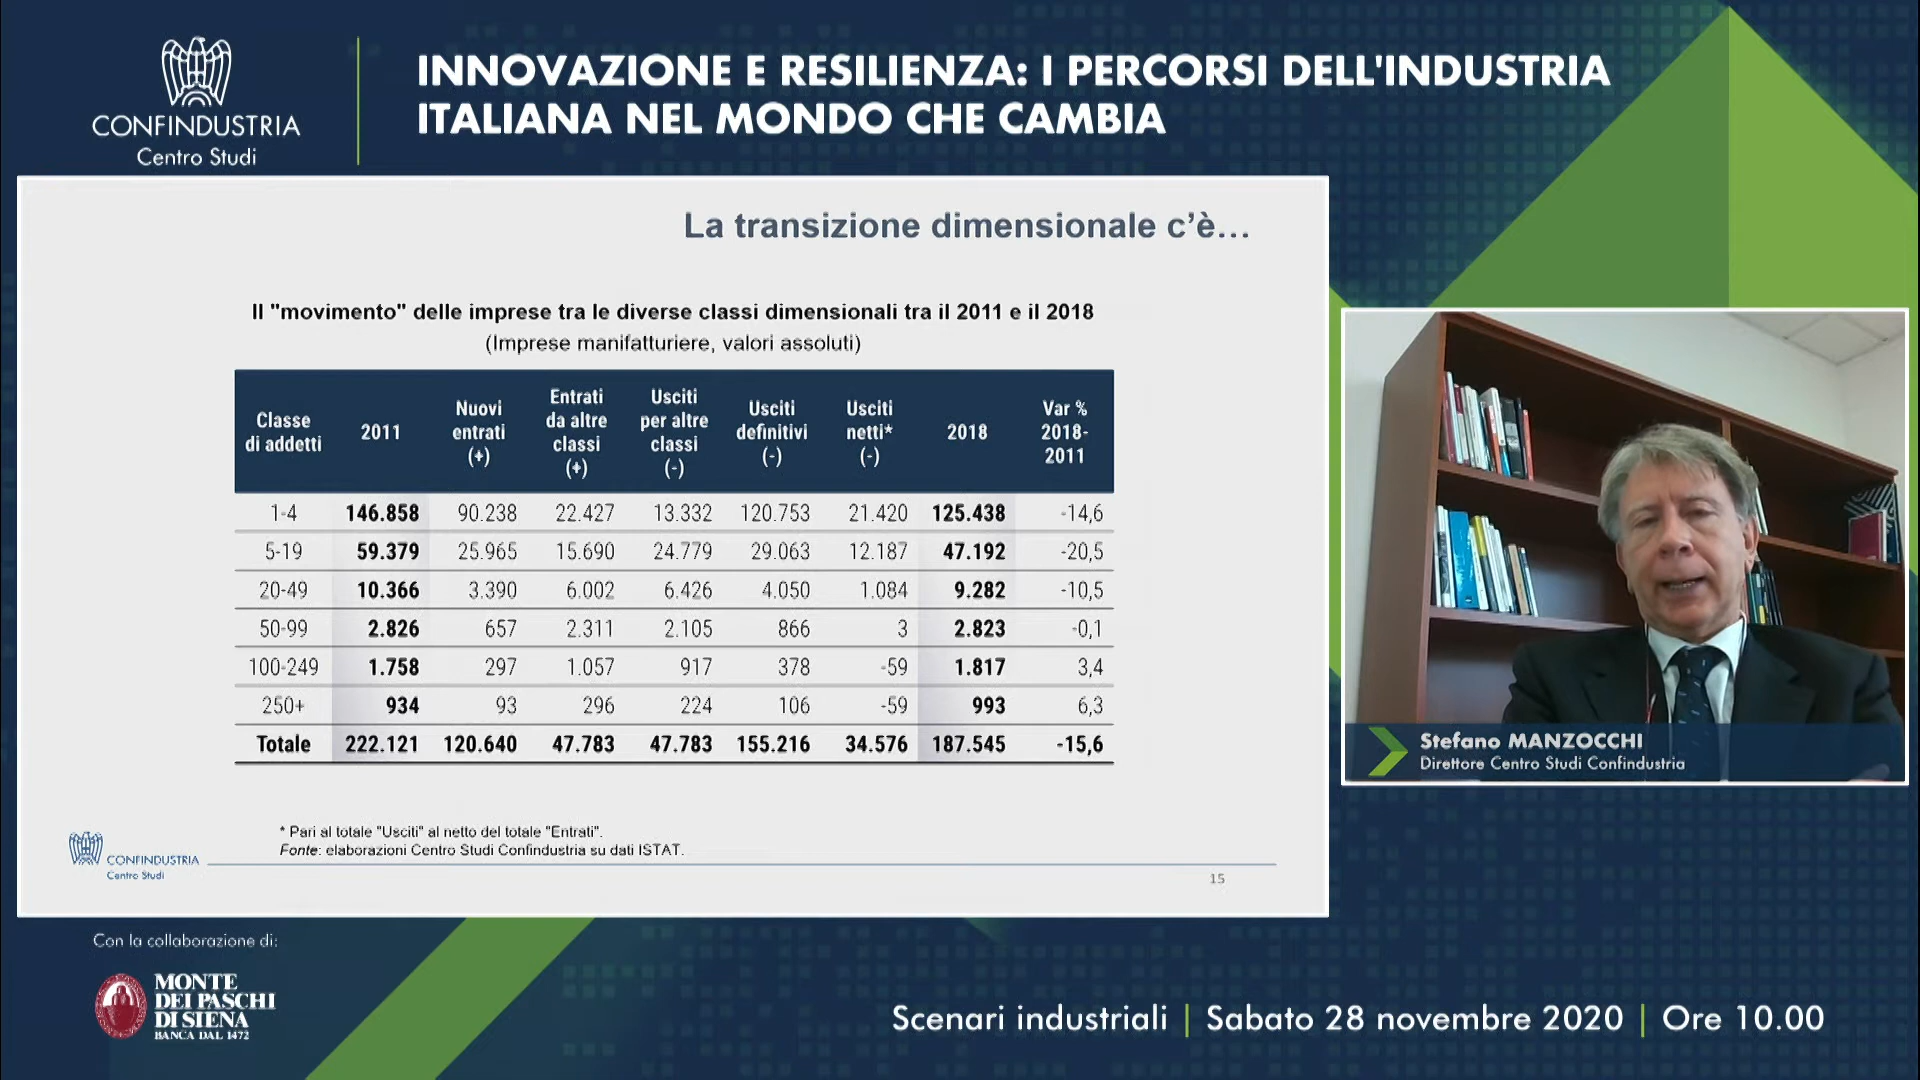 CONFINDUSTRIA
Centro Studi
INNOVAZIONE E RESILIENZA: I PERCORSI DELL'INDUSTRIA
ITALIANA NEL MONDO CHE CAMBIA
La transizione dimensionale c'è...
Il "movimento" delle imprese tra le diverse classi dimensionali tra il 2011 e il 2018
(Imprese manifatturiere, valori assoluti)
Classe di addetti 2011 Nuovi entrati (+) Entrati da altre classi (+) Usciti per altre classi (-) Usciti definitivi (-) Usciti netti* (-) 2018 Var % 2018-2011
1-4 146.858 90.238 22.427 13.332 120.753 21.420 125.438 -14,6
5-19 59.379 25.965 15.690 24.779 29.063 12.187 47.192 -20,5
20-49 10.366 3.390 6.002 6.426 4.050 1.084 9.282 -10,5
50-99 2.826 657 2.311 2.105 866 3 2.823 -0,1
100-249 1.758 297 1.057 917 378 -59 1.817 3,4
250+ 934 93 296 224 106 -59 993 6,3
Totale 222.121 120.640 47.783 47.783 155.216 34.576 187.545 -15,6
* Pari al totale "Usciti" al netto del totale "Entrati".
Fonte: elaborazioni Centro Studi Confindustria su dati ISTAT.
CONFINDUSTRIA
Centro Studi
15
Stefano MANZOCCHI
Direttore Centro Studi Confindustria
Con la collaborazione di:
MONTE
DEI PASCHI
DI SIENA
BANCA DAL 1472
Scenari industriali | Sabato 28 novembre 2020 | Ore 10.00